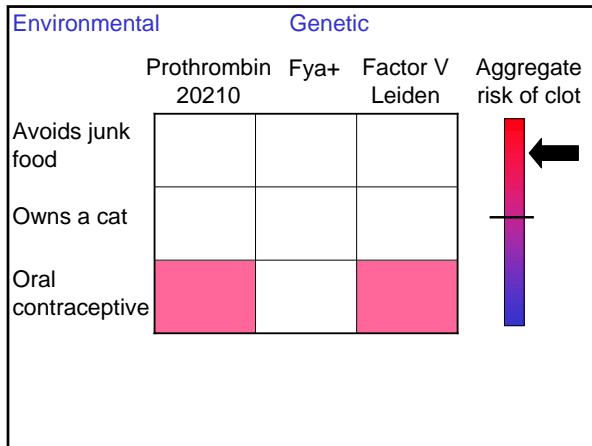 Environmental Genetic
Prothrombin Fya+ Factor V Aggregate
20210 Leiden risk of clot
Avoids junk
food
Owns a cat
Oral
contraceptive